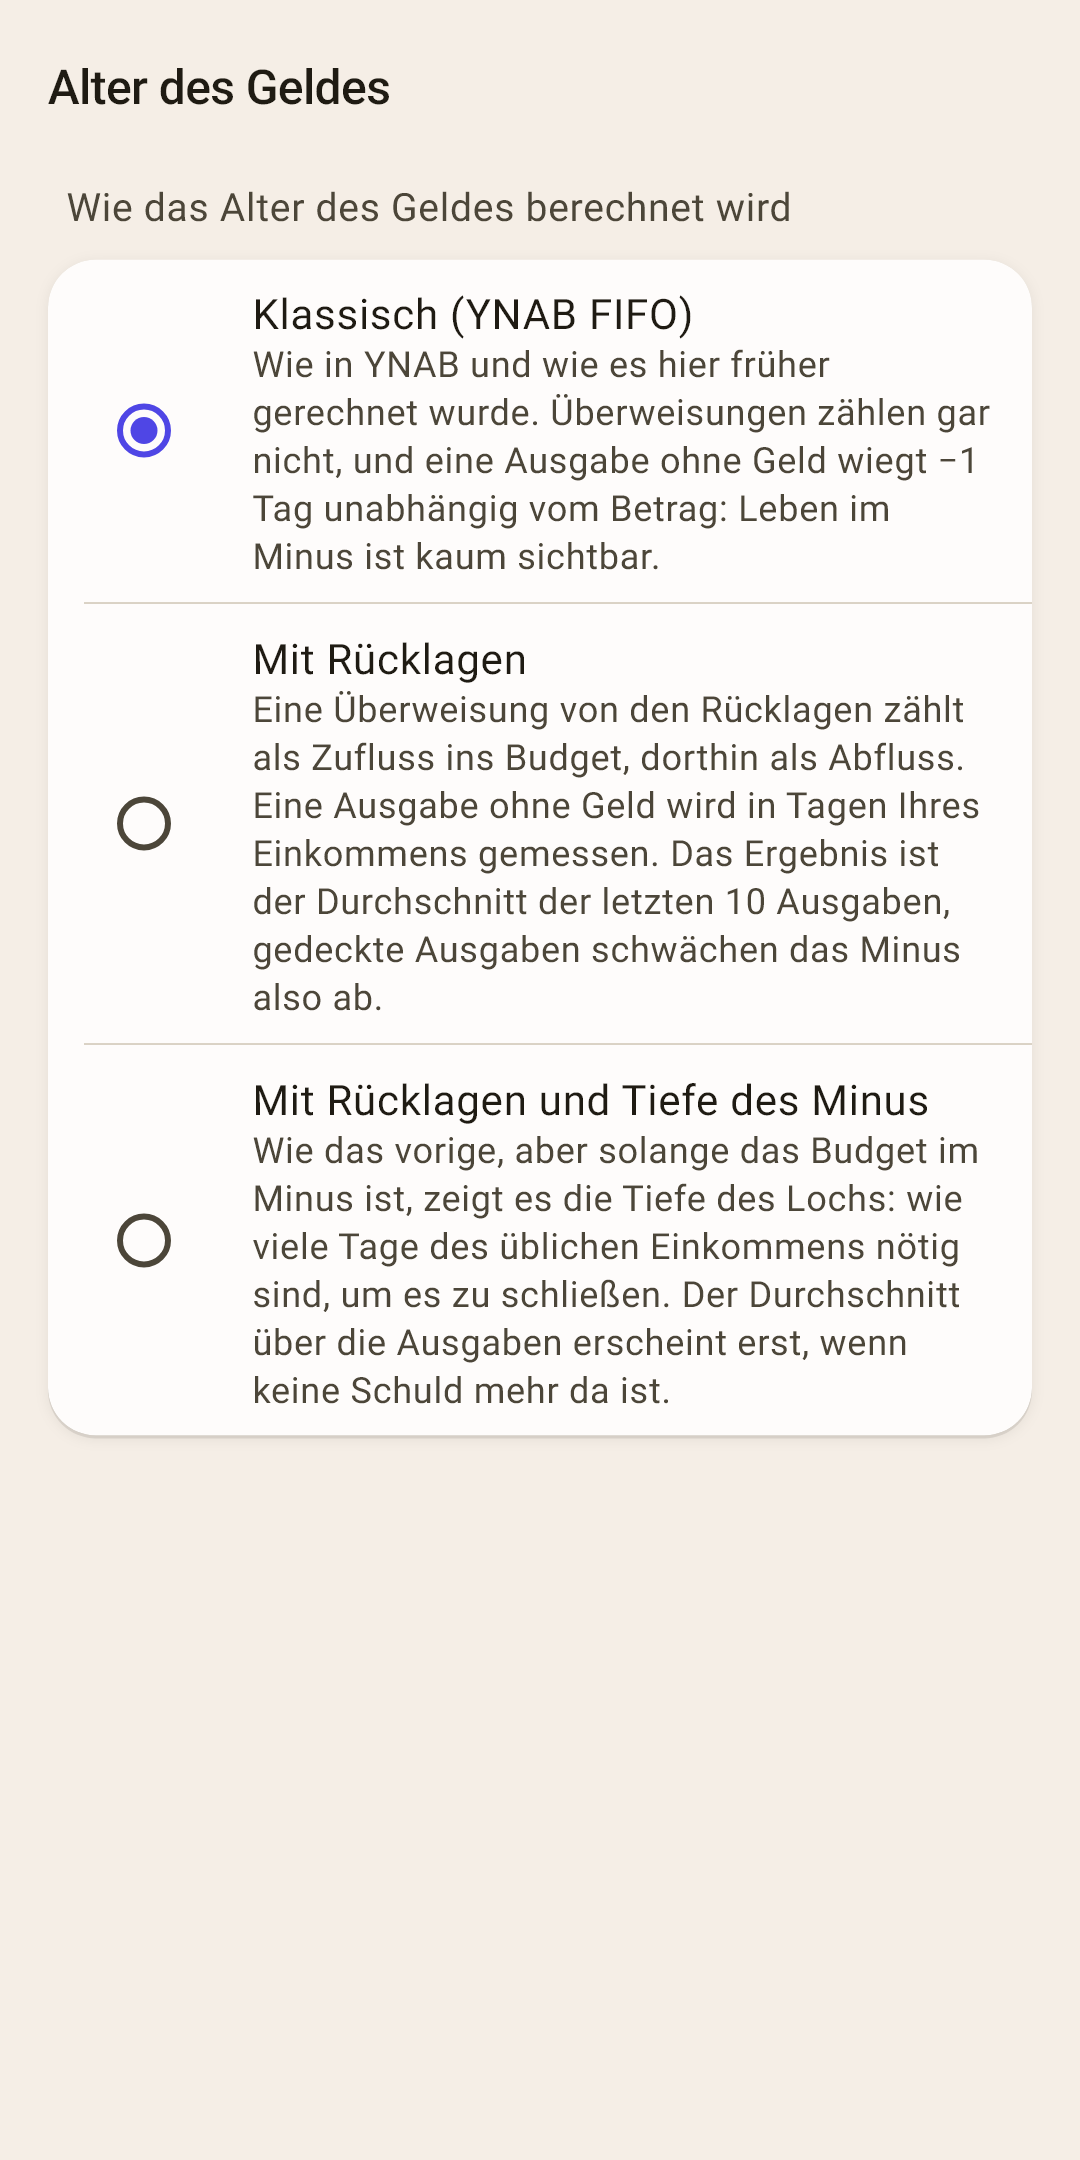 Alter des Geldes
Wie das Alter des Geldes berechnet wird
Klassisch (YNAB FIFO)
Wie in YNAB und wie es hier früher
gerechnet wurde. Überweisungen zählen gar
nicht, und eine Ausgabe ohne Geld wiegt −1
Tag unabhängig vom Betrag: Leben im
Minus ist kaum sichtbar.
Mit Rücklagen
Eine Überweisung von den Rücklagen zählt
als Zufluss ins Budget, dorthin als Abfluss.
Eine Ausgabe ohne Geld wird in Tagen Ihres
Einkommens gemessen. Das Ergebnis ist
der Durchschnitt der letzten 10 Ausgaben,
gedeckte Ausgaben schwächen das Minus
also ab.
Mit Rücklagen und Tiefe des Minus
Wie das vorige, aber solange das Budget im
Minus ist, zeigt es die Tiefe des Lochs: wie
viele Tage des üblichen Einkommens nötig
sind, um es zu schließen. Der Durchschnitt
über die Ausgaben erscheint erst, wenn
keine Schuld mehr da ist.